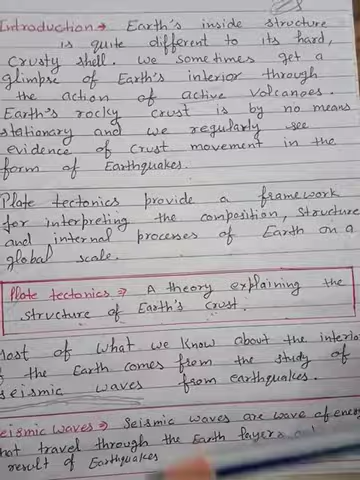 Introduction → Earth's inside structure
is quite different to its hard,
crusty shell. We sometimes get a
glimpse of Earth's interior through
the action of active volcanoes.
Earth's rocky crust is by no means
stationary and we regularly see
evidence of crust movement in the
form of Earthquakes.
Plate tectonics provide a framework
for interpreting the composition, structure
and internal processes of Earth on a
global scale.
Plate tectonics → A theory explaining the
structure of Earth's crust.
Most of what we know about the interior
of the Earth comes from the study of
seismic waves from earthquakes.
Seismic waves → Seismic waves are wave of energy
that travel through the Earth layers
result of Earthquakes